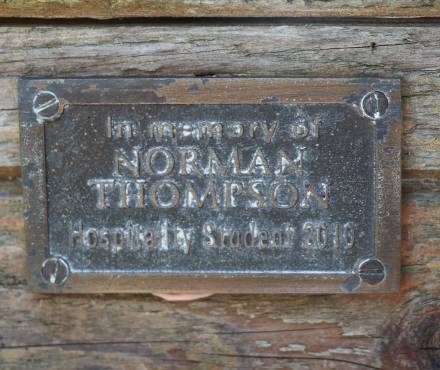 In memory of
NORMAN
THOMPSON
Hospitality Student 2010